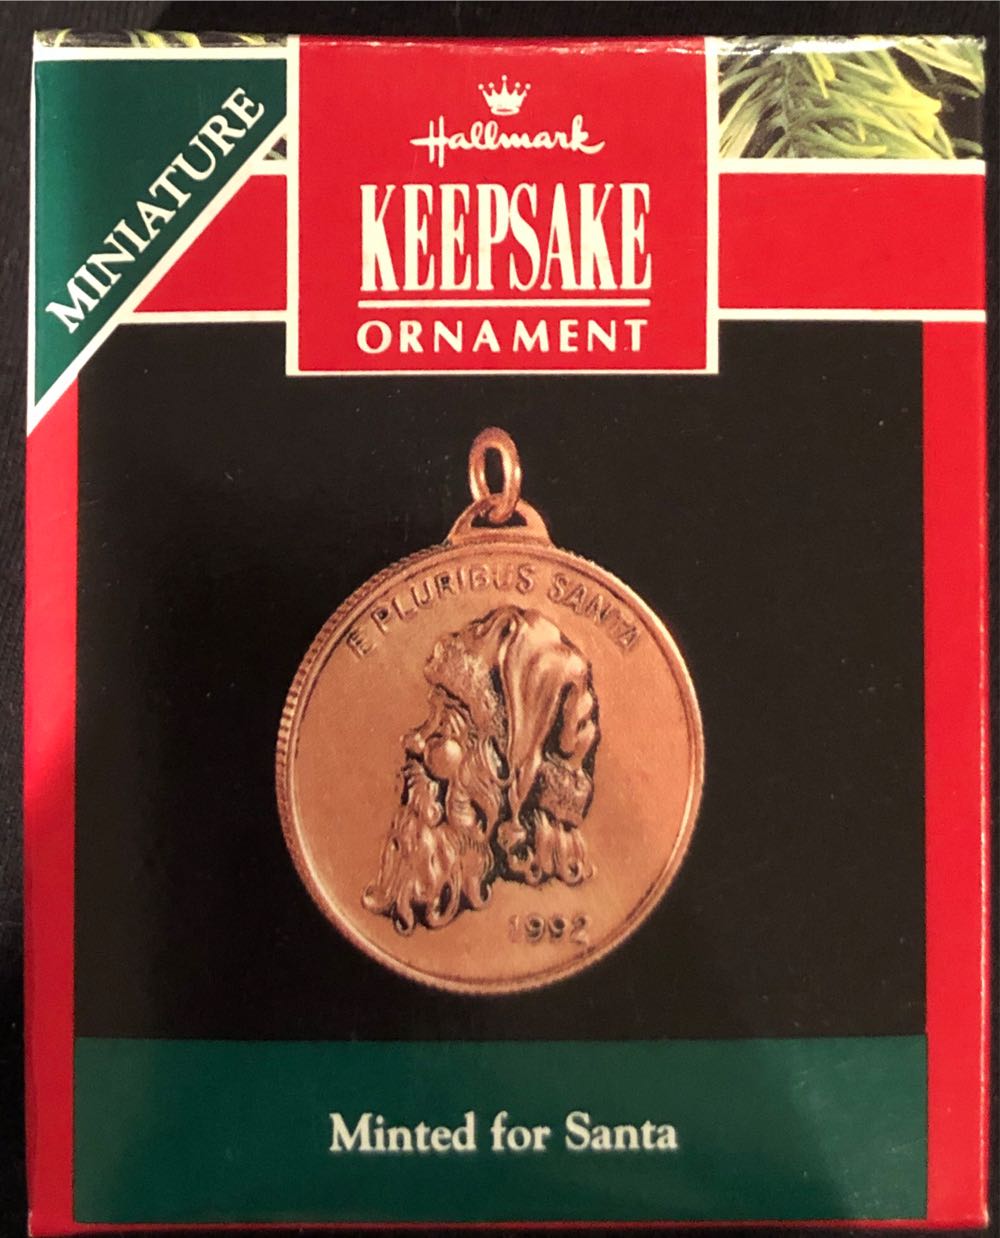 MINIATURE
Hallmark
KEEPSAKE
ORNAMENT
E PLURIBUS SANTA
1992
Minted for Santa